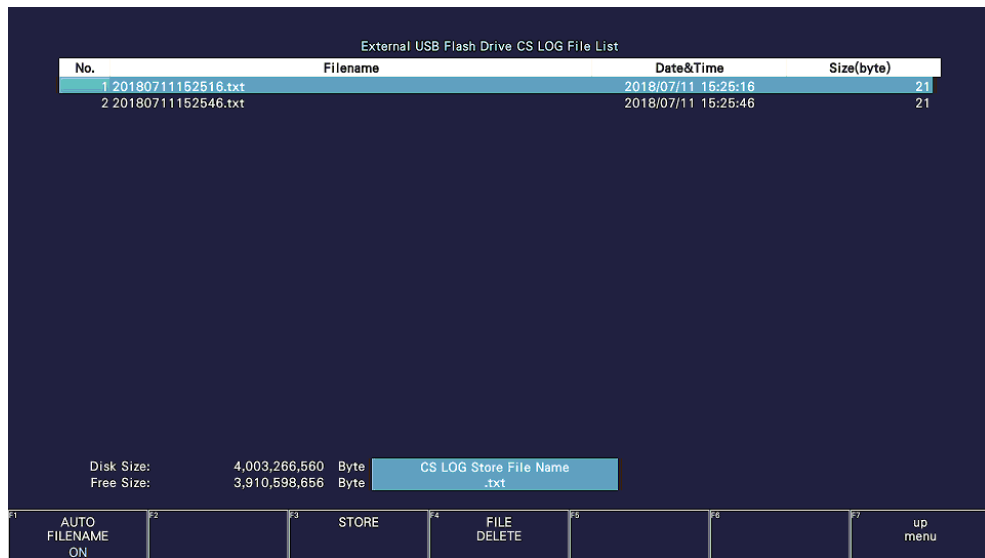 External USB Flash Drive CS LOG File List
No. Filename Date&Time Size(byte)
1 20180711152516.txt 2018/07/11 15:25:16 21
2 20180711152546.txt 2018/07/11 15:25:46 21
Disk Size: 4,003,266,560 Byte
Free Size: 3,910,598,656 Byte
CS LOG Store File Name
.txt
F1 AUTO FILENAME ON
F2
F3 STORE
F4 FILE DELETE
F5
F6
F7 up menu